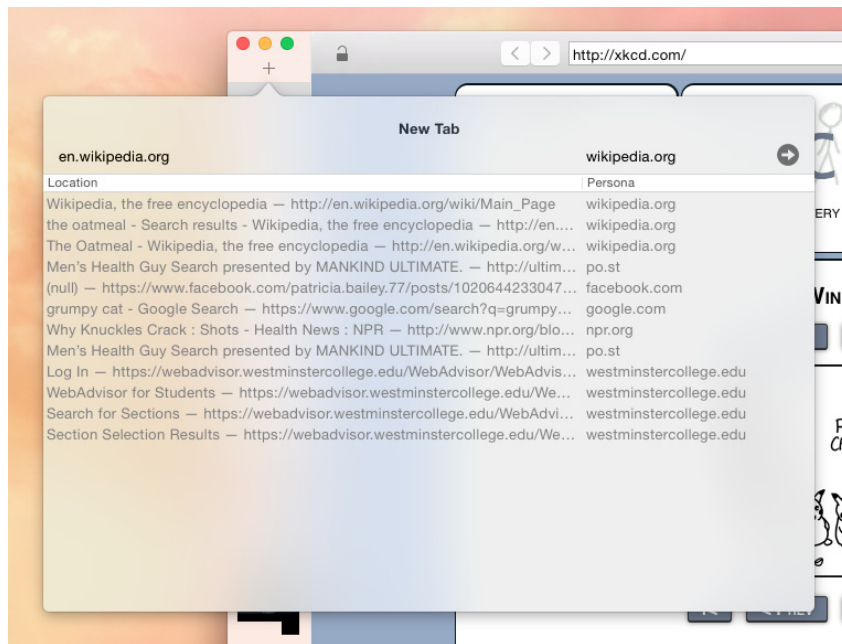 +
http://xkcd.com/
New Tab
en.wikipedia.org wikipedia.org
Location Persona
Wikipedia, the free encyclopedia — http://en.wikipedia.org/wiki/Main_Page wikipedia.org
the oatmeal - Search results - Wikipedia, the free encyclopedia — http://en.... wikipedia.org
The Oatmeal - Wikipedia, the free encyclopedia — http://en.wikipedia.org/w... wikipedia.org
Men's Health Guy Search presented by MANKIND ULTIMATE. — http://ultim... po.st
(null) — https://www.facebook.com/patricia.bailey.77/posts/1020644233047... facebook.com
grumpy cat - Google Search — https://www.google.com/search?q=grumpy... google.com
Why Knuckles Crack : Shots - Health News : NPR — http://www.npr.org/blo... npr.org
Men's Health Guy Search presented by MANKIND ULTIMATE. — http://ultim... po.st
Log In — https://webadvisor.westminstercollege.edu/WebAdvisor/WebAdvis... westminstercollege.edu
WebAdvisor for Students — https://webadvisor.westminstercollege.edu/We... westminstercollege.edu
Search for Sections — https://webadvisor.westminstercollege.edu/WebAdvi... westminstercollege.edu
Section Selection Results — https://webadvisor.westminstercollege.edu/We... westminstercollege.edu
ERY